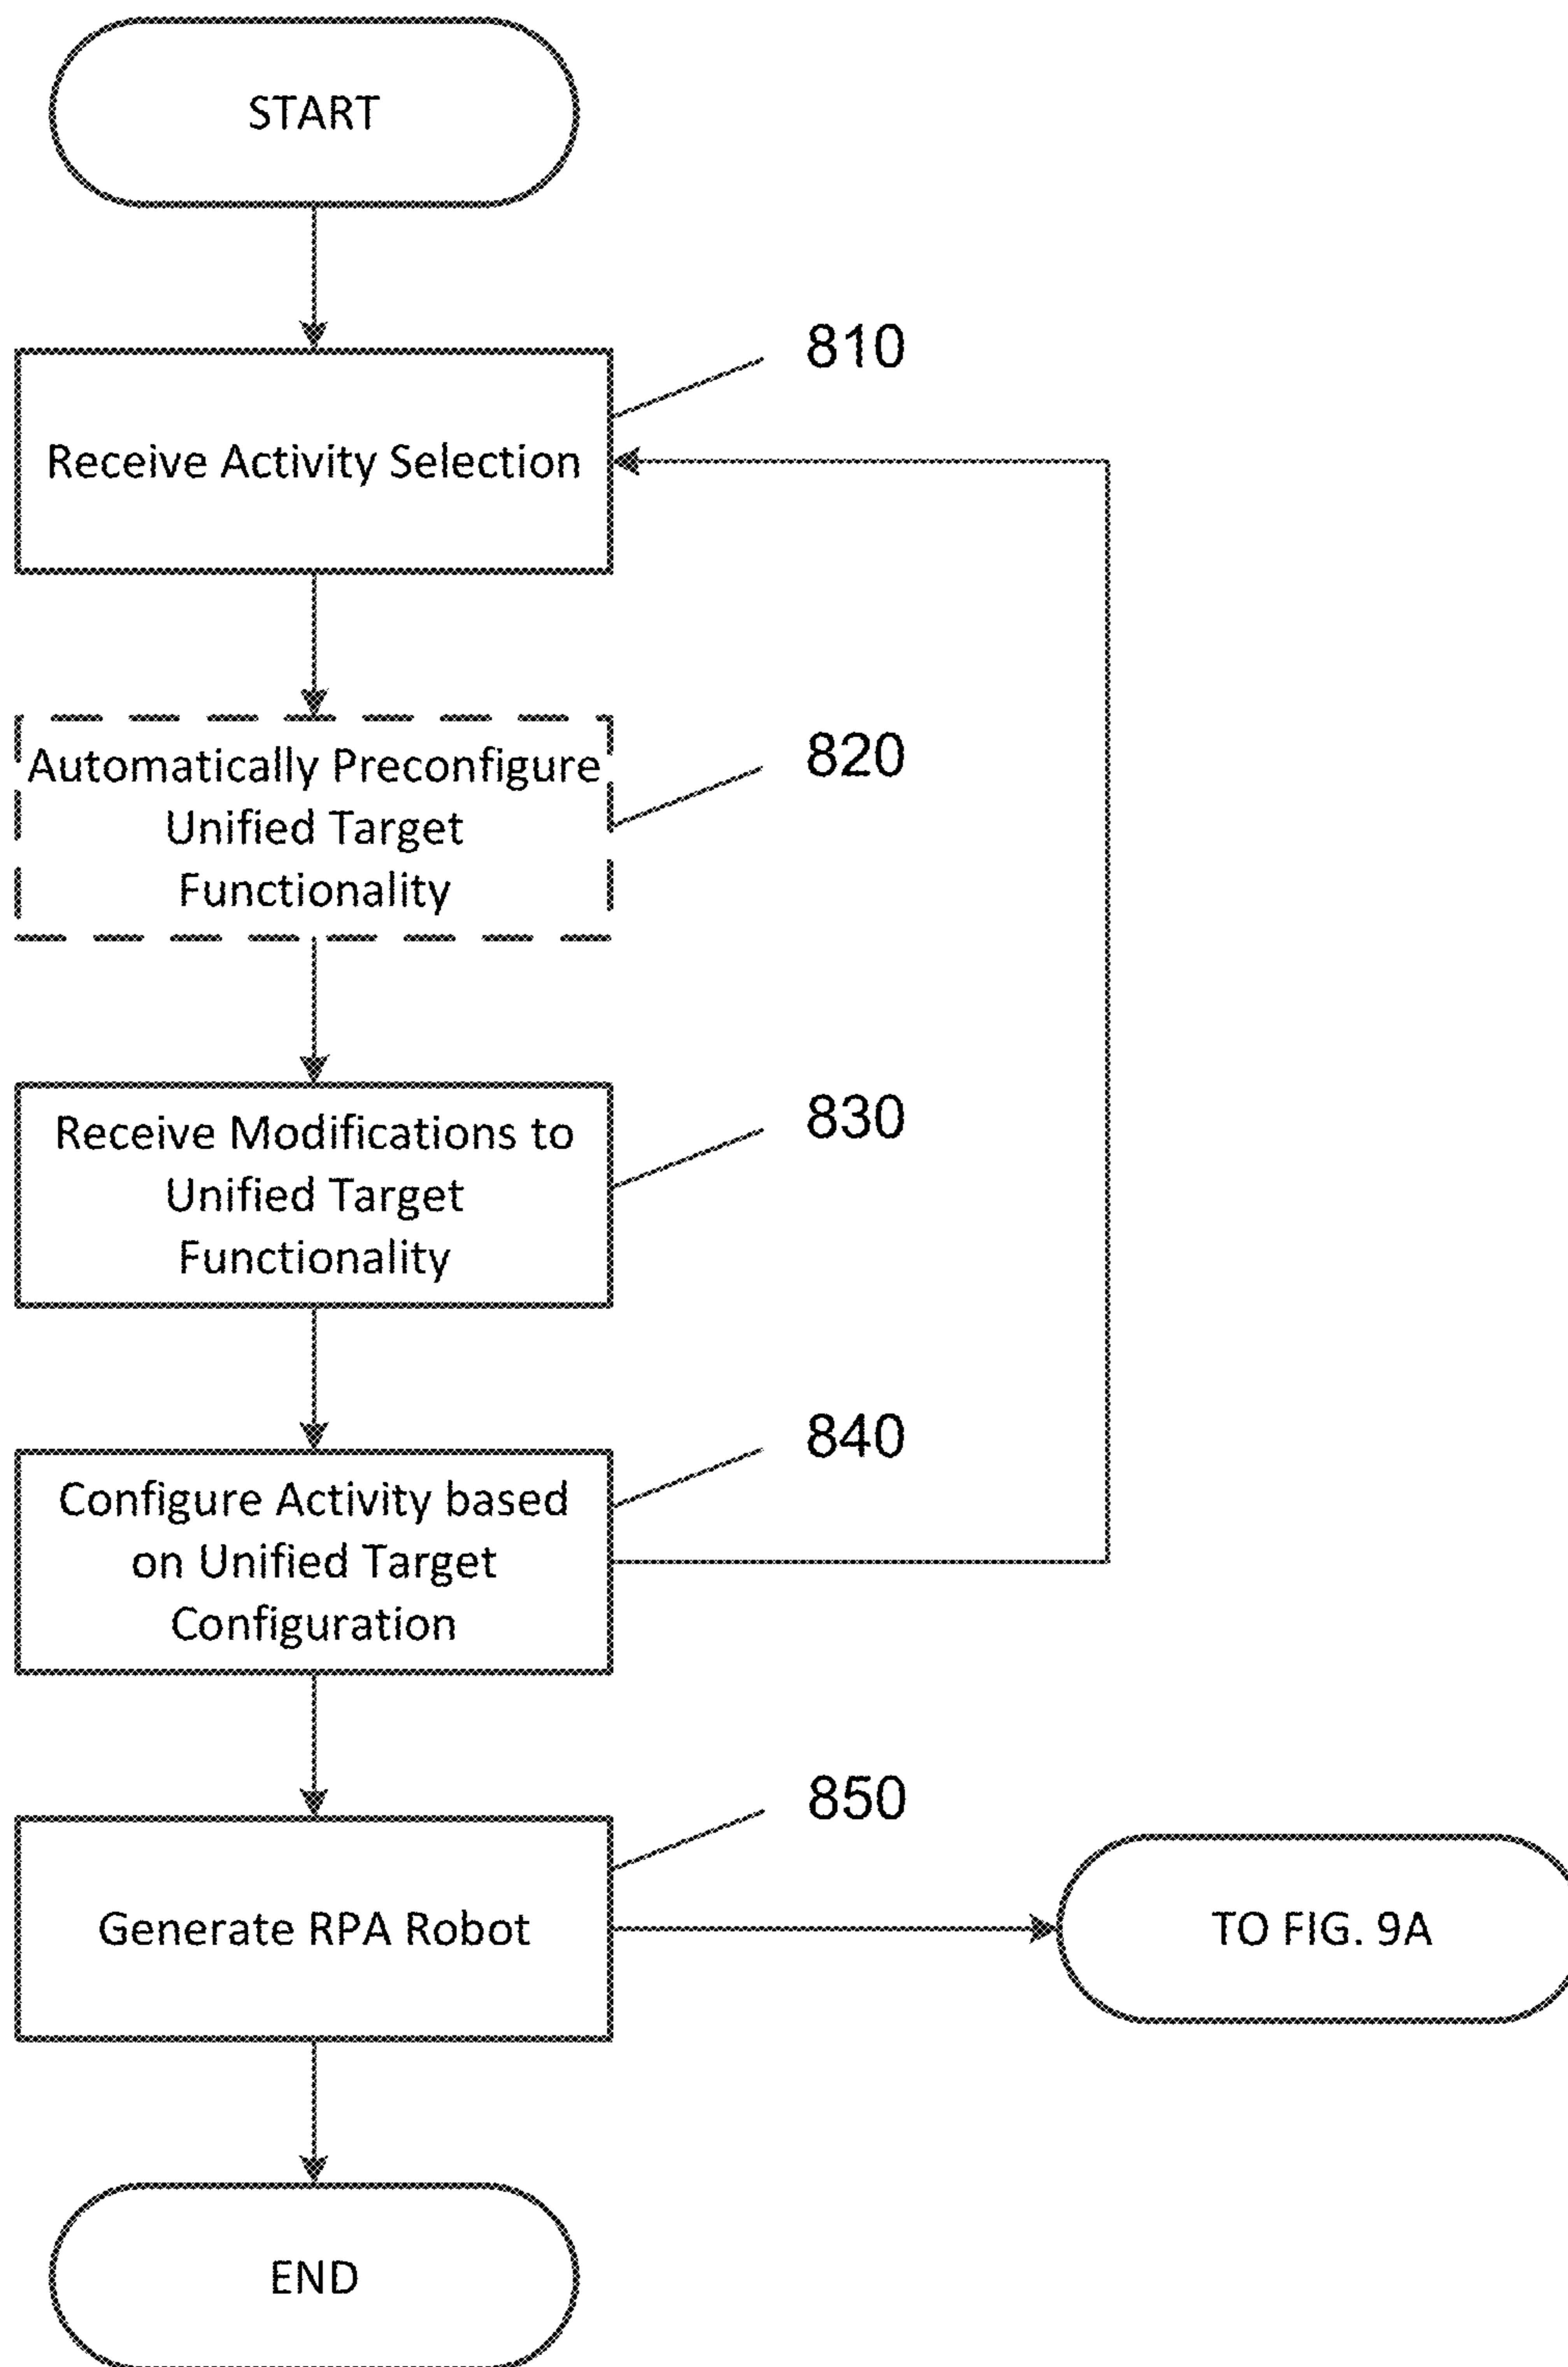 START
810
Receive Activity Selection
820
Automatically Preconfigure
Unified Target
Functionality
830
Receive Modifications to
Unified Target
Functionality
840
Configure Activity based
on Unified Target
Configuration
850
Generate RPA Robot
TO FIG. 9A
END